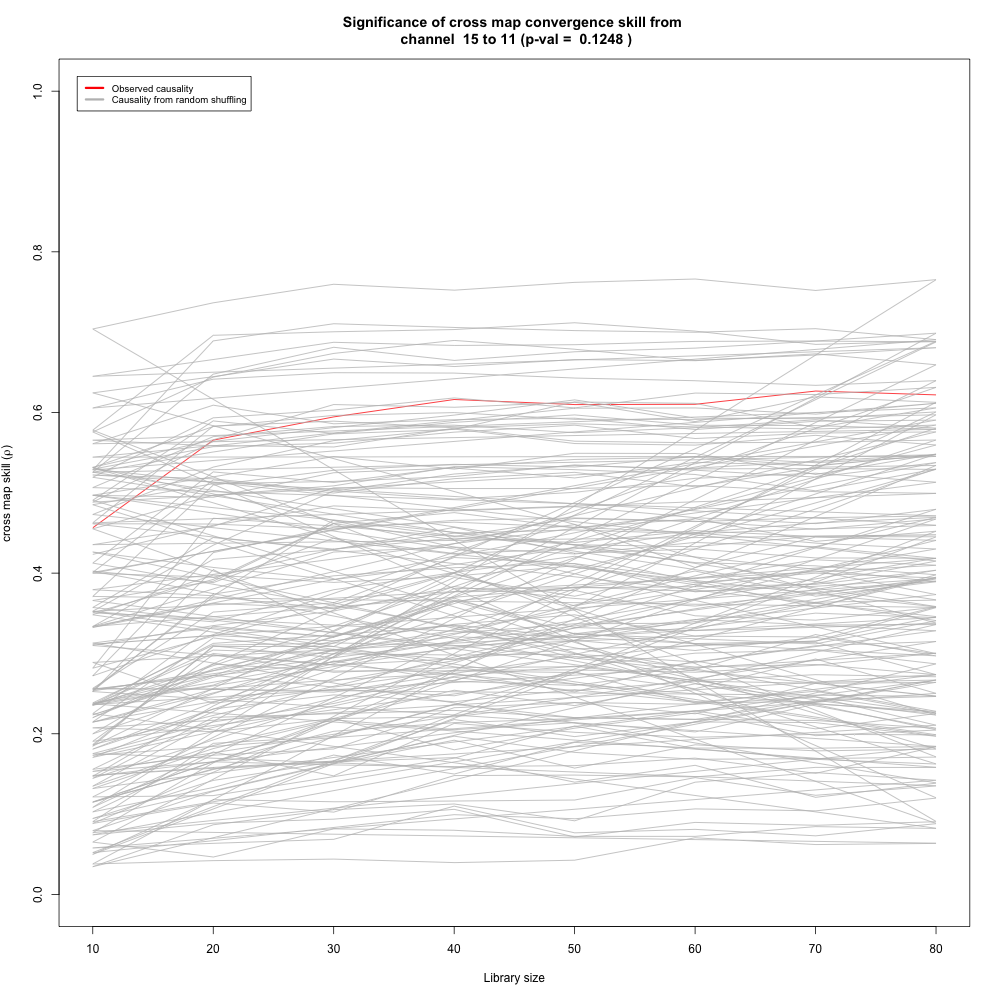 Significance of cross map convergence skill from
channel  15 to 11 (p-val =  0.1248 )
Observed causality
Causality from random shuffling
cross map skill (ρ)
1.0
0.8
0.6
0.4
0.2
0.0
10 20 30 40 50 60 70 80
Library size